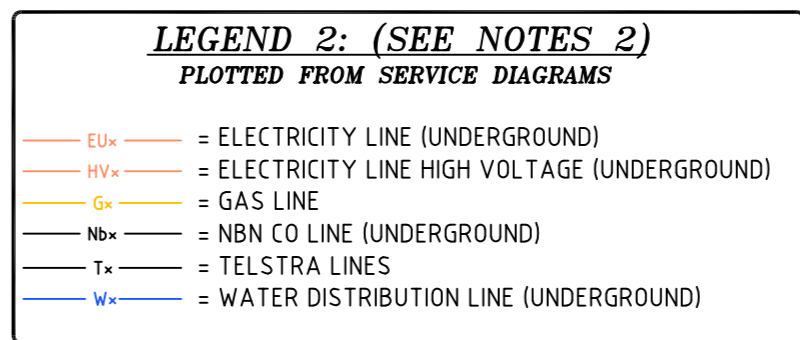 LEGEND 2: (SEE NOTES 2)
PLOTTED FROM SERVICE DIAGRAMS
EU× = ELECTRICITY LINE (UNDERGROUND)
HV× = ELECTRICITY LINE HIGH VOLTAGE (UNDERGROUND)
G× = GAS LINE
Nb× = NBN CO LINE (UNDERGROUND)
T× = TELSTRA LINES
W× = WATER DISTRIBUTION LINE (UNDERGROUND)